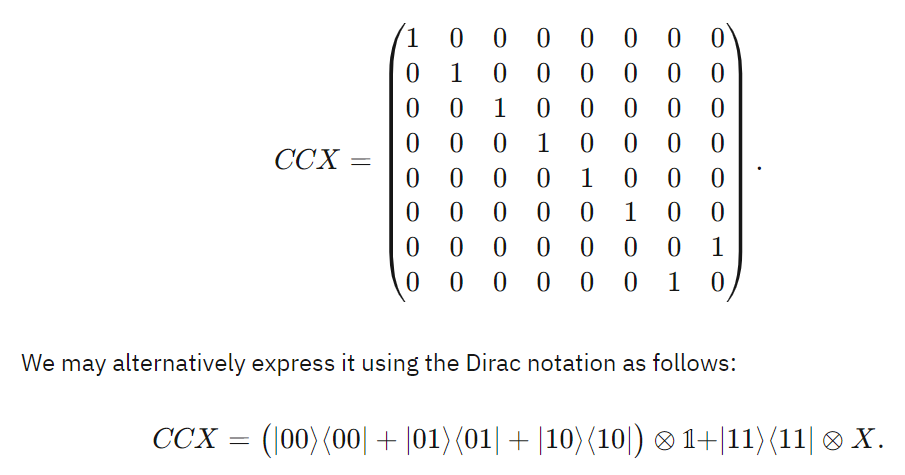 1 0 0 0 0 0 0 0
0 1 0 0 0 0 0 0
0 0 1 0 0 0 0 0
0 0 0 1 0 0 0 0
CCX =
0 0 0 0 1 0 0 0
.
0 0 0 0 0 1 0 0
0 0 0 0 0 0 0 1
0 0 0 0 0 0 1 0
We may alternatively express it using the Dirac notation as follows:
CCX = (|00⟩⟨00| + |01⟩⟨01| + |10⟩⟨10|) ⊗ 𝟙+|11⟩⟨11| ⊗ X.